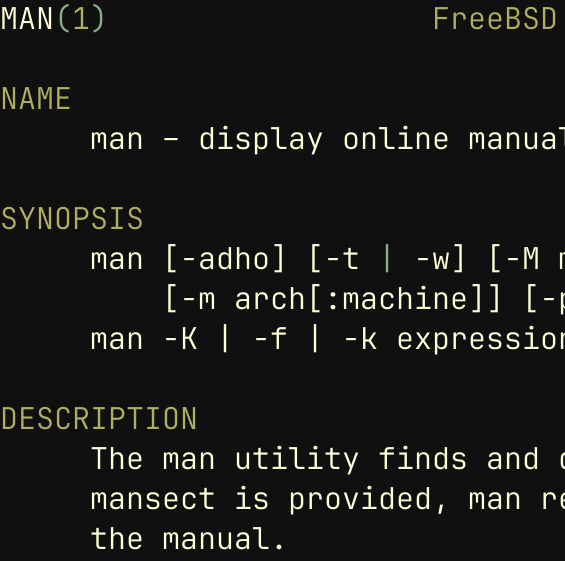 MAN(1) FreeBSD
NAME
man – display online manual
SYNOPSIS
man [-adho] [-t | -w] [-M
[-m arch[:machine]] [-p
man -K | -f | -k expression
DESCRIPTION
The man utility finds and
mansect is provided, man
the manual.